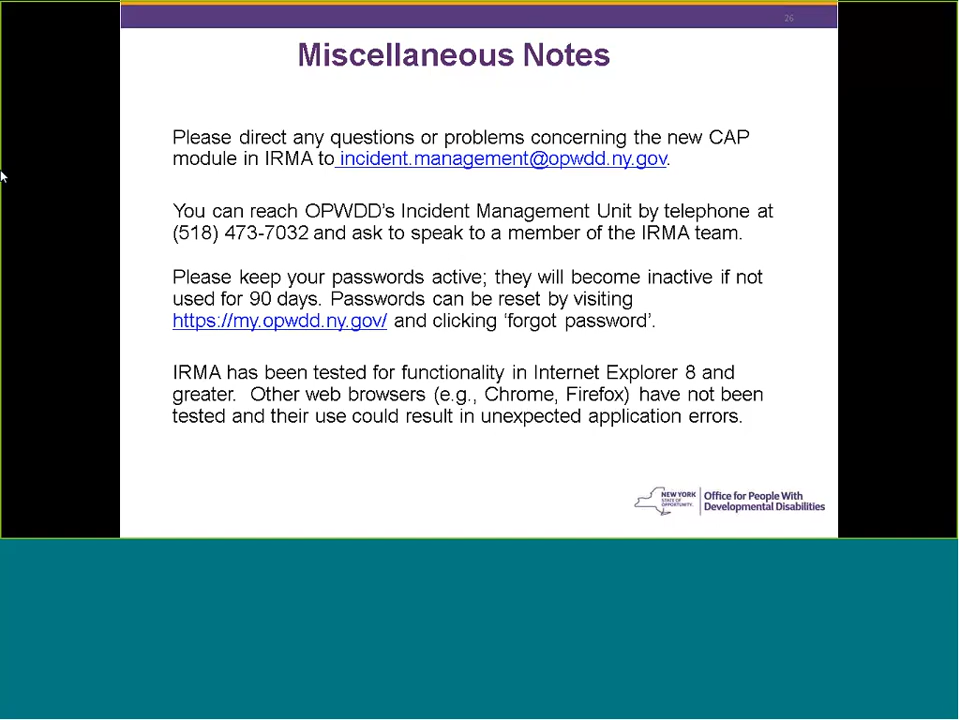 26
Miscellaneous Notes
Please direct any questions or problems concerning the new CAP
module in IRMA to incident.management@opwdd.ny.gov.
You can reach OPWDD's Incident Management Unit by telephone at
(518) 473-7032 and ask to speak to a member of the IRMA team.
Please keep your passwords active; they will become inactive if not
used for 90 days. Passwords can be reset by visiting
https://my.opwdd.ny.gov/ and clicking ‘forgot password’.
IRMA has been tested for functionality in Internet Explorer 8 and
greater. Other web browsers (e.g., Chrome, Firefox) have not been
tested and their use could result in unexpected application errors.
NEW YORK
STATE OF
OPPORTUNITY.
Office for People With
Developmental Disabilities